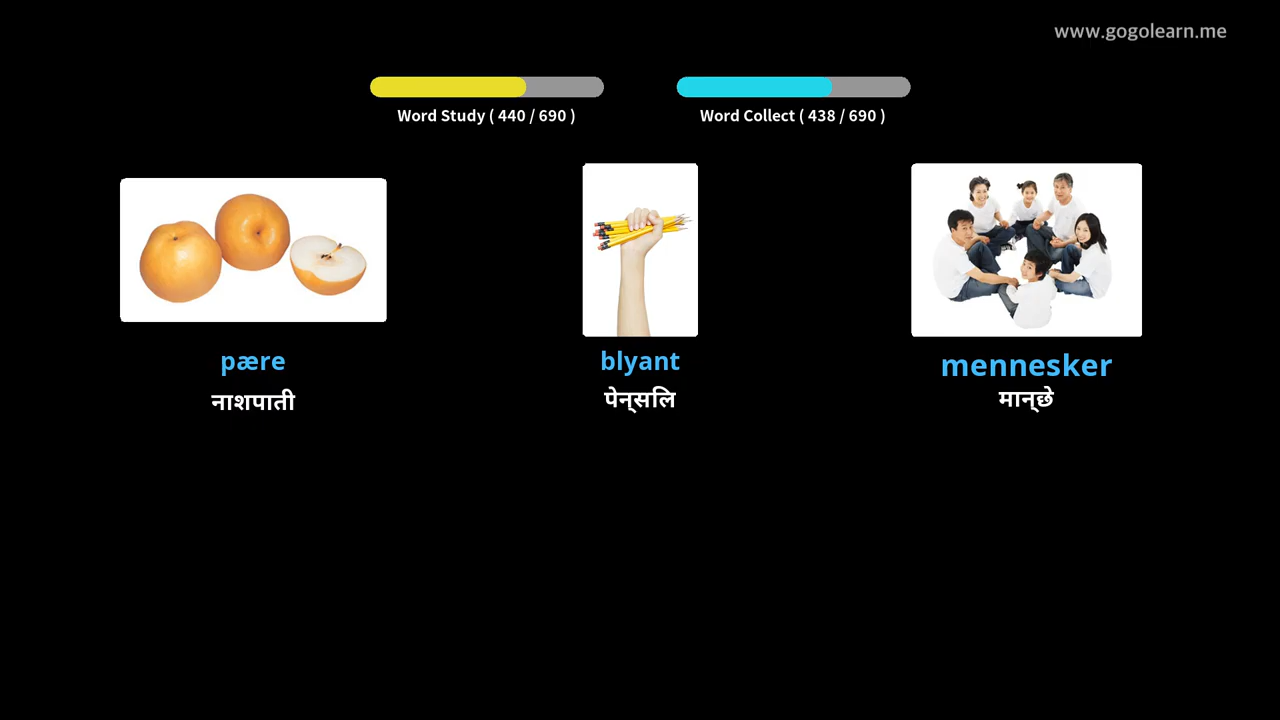 www.gogolearn.me
Word Study ( 440 / 690 )
Word Collect ( 438 / 690 )
pære
blyant
mennesker
नाशपाती
पेन्सलि
मान्छे